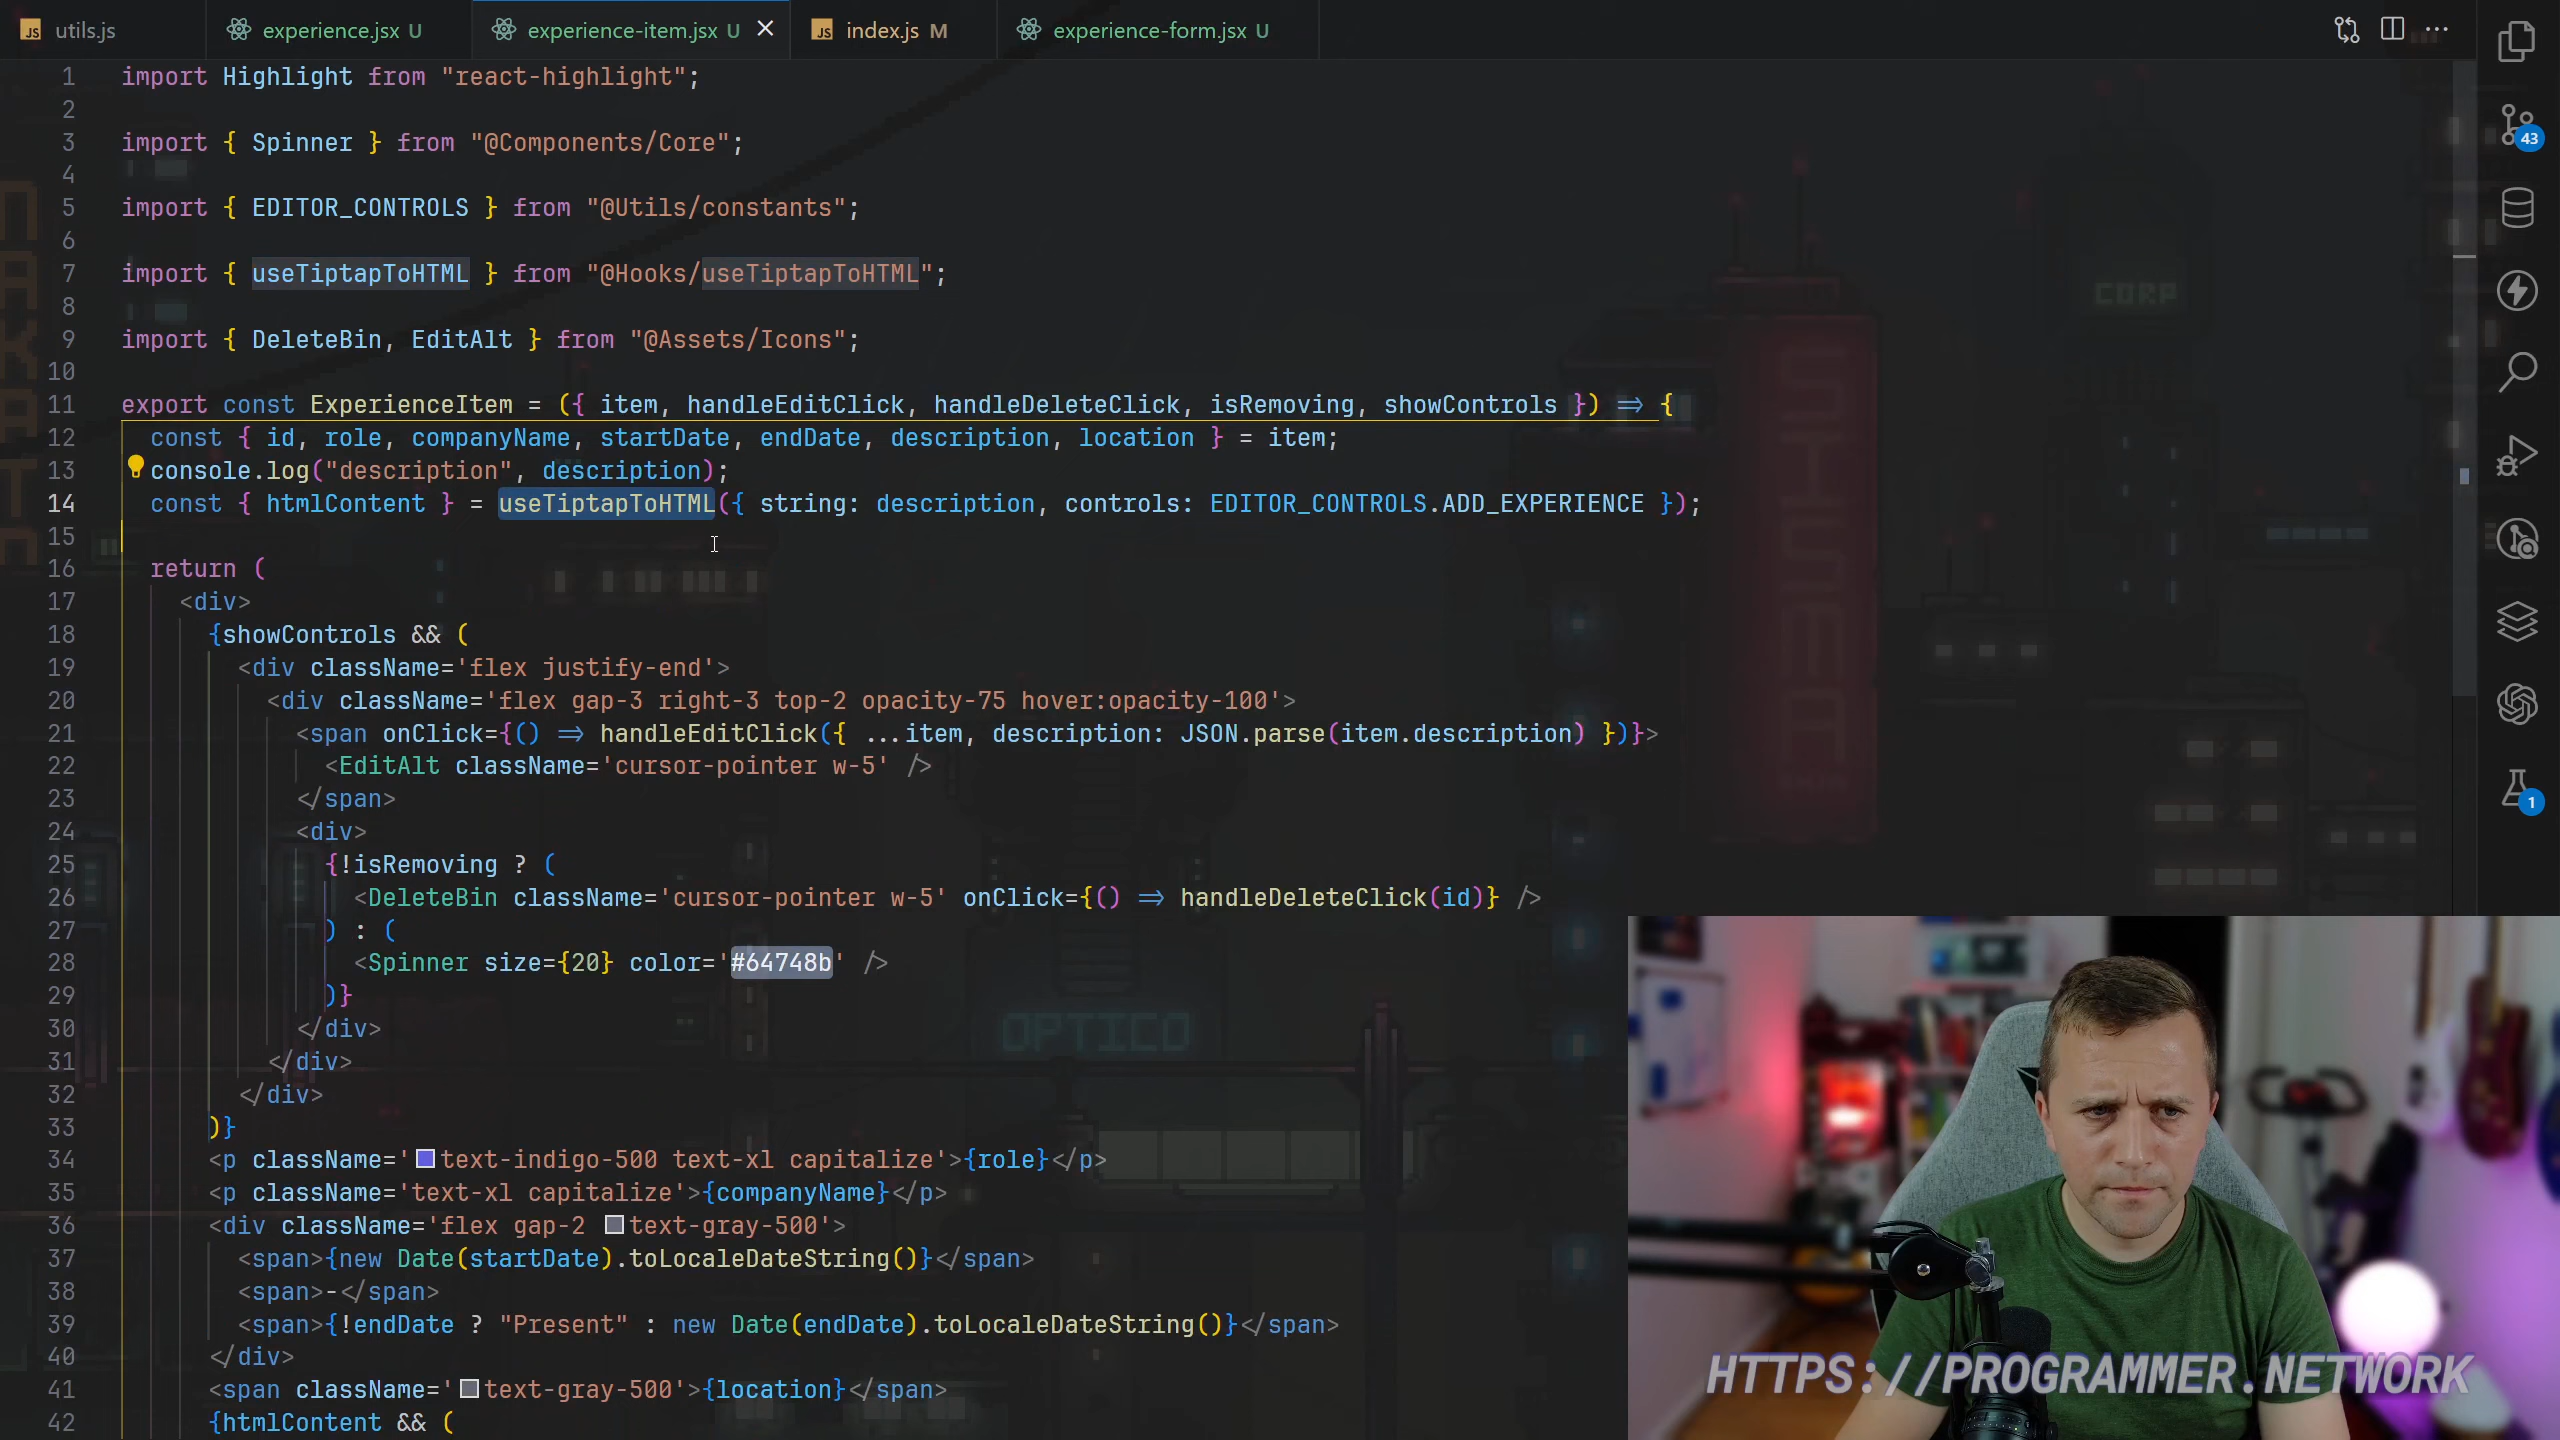 utils.js
experience.jsx U
experience-item.jsx U
index.js M
experience-form.jsx U
1 import Highlight from "react-highlight";
2
3 import { Spinner } from "@Components/Core";
4
5 import { EDITOR_CONTROLS } from "@Utils/constants";
6
7 import { useTiptapToHTML } from "@Hooks/useTiptapToHTML";
8
9 import { DeleteBin, EditAlt } from "@Assets/Icons";
10
11 export const ExperienceItem = ({ item, handleEditClick, handleDeleteClick, isRemoving, showControls }) => {
12 const { id, role, companyName, startDate, endDate, description, location } = item;
13 console.log("description", description);
14 const { htmlContent } = useTiptapToHTML({ string: description, controls: EDITOR_CONTROLS.ADD_EXPERIENCE });
15
16 return (
17 <div>
18 {showControls && (
19 <div className='flex justify-end'>
20 <div className='flex gap-3 right-3 top-2 opacity-75 hover:opacity-100'>
21 <span onClick={() => handleEditClick({ ...item, description: JSON.parse(item.description) })}>
22 <EditAlt className='cursor-pointer w-5' />
23 </span>
24 <div>
25 {!isRemoving ? (
26 <DeleteBin className='cursor-pointer w-5' onClick={() => handleDeleteClick(id)} />
27 ) : (
28 <Spinner size={20} color='#64748b' />
29 )}
30 </div>
31 </div>
32 </div>
33 )}
34 <p className='text-indigo-500 text-xl capitalize'>{role}</p>
35 <p className='text-xl capitalize'>{companyName}</p>
36 <div className='flex gap-2 text-gray-500'>
37 <span>{new Date(startDate).toLocaleDateString()}</span>
38 <span>-</span>
39 <span>{!endDate ? "Present" : new Date(endDate).toLocaleDateString()}</span>
40 </div>
41 <span className='text-gray-500'>{location}</span>
42 {htmlContent && (
43
1
CORP
OPTICO
HTTPS://PROGRAMMER.NETWORK